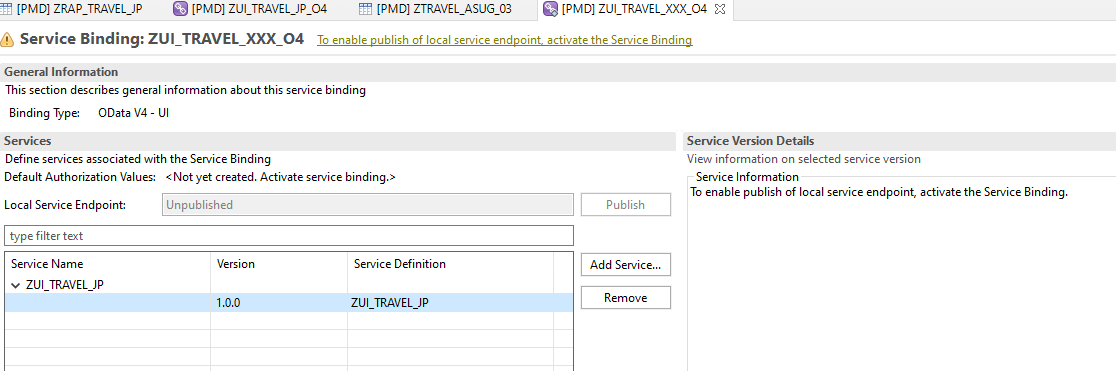 [PMD] ZRAP_TRAVEL_JP [PMD] ZUI_TRAVEL_JP_O4 [PMD] ZTRAVEL_ASUG_03 [PMD] ZUI_TRAVEL_XXX_O4
Service Binding: ZUI_TRAVEL_XXX_O4 To enable publish of local service endpoint, activate the Service Binding
General Information
This section describes general information about this service binding
Binding Type: OData V4 - UI
Services
Define services associated with the Service Binding
Default Authorization Values: <Not yet created. Activate service binding.>
Local Service Endpoint: Unpublished Publish
type filter text
Service Name Version Service Definition
ZUI_TRAVEL_JP
1.0.0 ZUI_TRAVEL_JP
Add Service...
Remove
Service Version Details
View information on selected service version
Service Information
To enable publish of local service endpoint, activate the Service Binding.